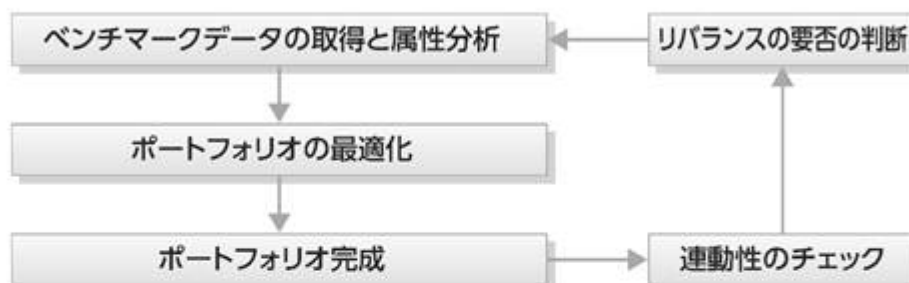 ベンチマークデータの取得と属性分析
リバランスの要否の判断
ポートフォリオの最適化
ポートフォリオ完成
連動性のチェック